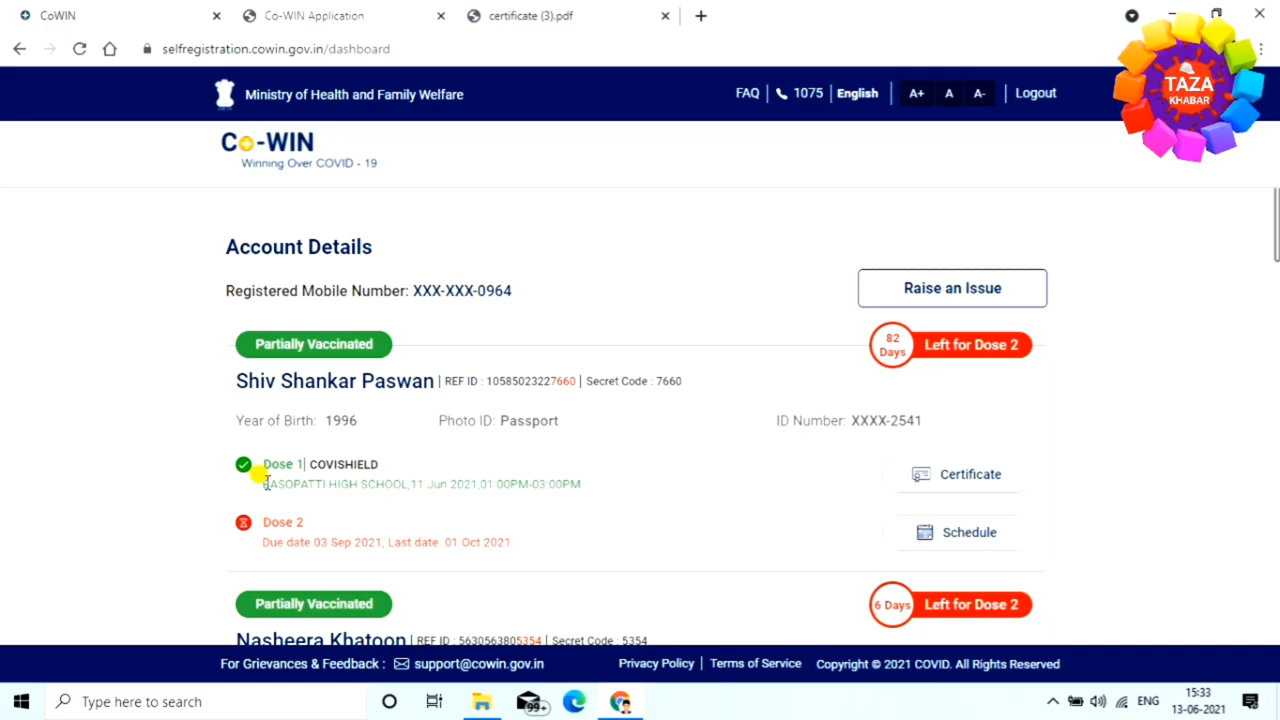 CoWIN
Co-WIN Application
certificate (3).pdf
selfregistration.cowin.gov.in/dashboard
Ministry of Health and Family Welfare
FAQ | 1075 | English | A+ A A- | Logout
TAZA
KHABAR
Co-WIN
Winning Over COVID - 19
Account Details
Registered Mobile Number: XXX-XXX-0964
Raise an Issue
Partially Vaccinated
82 Days
Left for Dose 2
Shiv Shankar Paswan | REF ID : 10585023227660 | Secret Code : 7660
Year of Birth: 1996 Photo ID: Passport ID Number: XXXX-2541
Dose 1| COVISHIELD
ASOPATTI HIGH SCHOOL,11 Jun 2021,01:00PM-03:00PM
Certificate
Dose 2
Due date 03 Sep 2021, Last date 01 Oct 2021
Schedule
Partially Vaccinated
6 Days
Left for Dose 2
Nasheera Khatoon | REF ID : 5630563805354 | Secret Code : 5354
For Grievances & Feedback : support@cowin.gov.in Privacy Policy | Terms of Service Copyright © 2021 COVID. All Rights Reserved
Type here to search
99+
ENG
15:33
13-06-2021